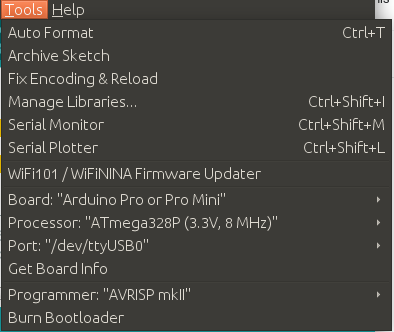 Tools Help
Auto Format Ctrl+T
Archive Sketch
Fix Encoding & Reload
Manage Libraries... Ctrl+Shift+I
Serial Monitor Ctrl+Shift+M
Serial Plotter Ctrl+Shift+L
WiFi101 / WiFiNINA Firmware Updater
Board: "Arduino Pro or Pro Mini"
Processor: "ATmega328P (3.3V, 8 MHz)"
Port: "/dev/ttyUSB0"
Get Board Info
Programmer: "AVRISP mkII"
Burn Bootloader